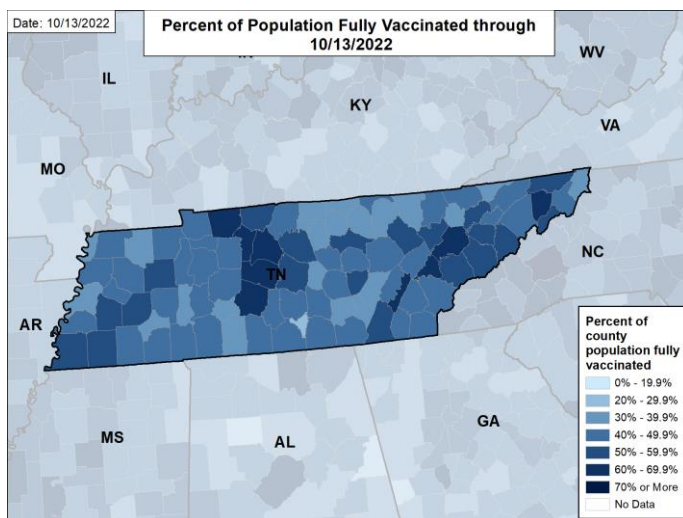 Date: 10/13/2022
Percent of Population Fully Vaccinated through
10/13/2022
WV
IL
KY
VA
MO
TN
NC
AR
MS
AL
GA
Percent of
county
population fully
vaccinated
0% - 19.9%
20% - 29.9%
30% - 39.9%
40% - 49.9%
50% - 59.9%
60% - 69.9%
70% or More
No Data